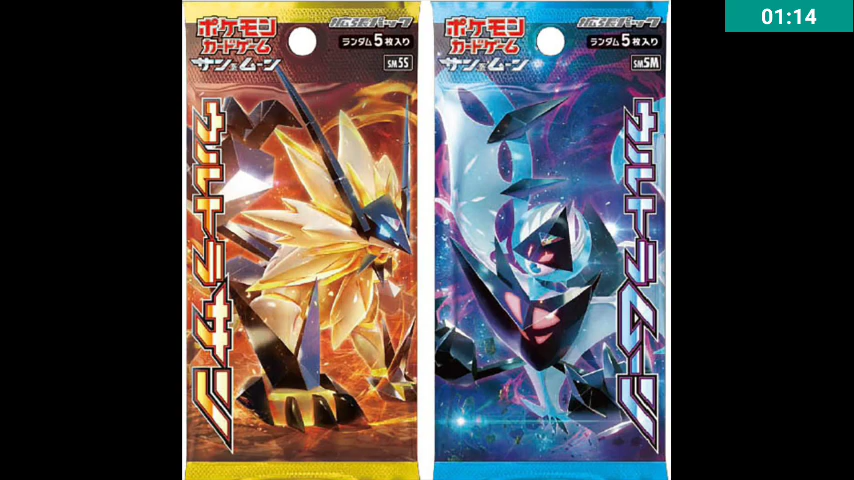 01:14
ポケモン
カードゲーム
サン&ムーン
拡張パック
ランダム5枚入り
SM5S
ウルトラサン
ポケモン
カードゲーム
サン&ムーン
拡張パック
ランダム5枚入り
SM5M
ウルトラムーン